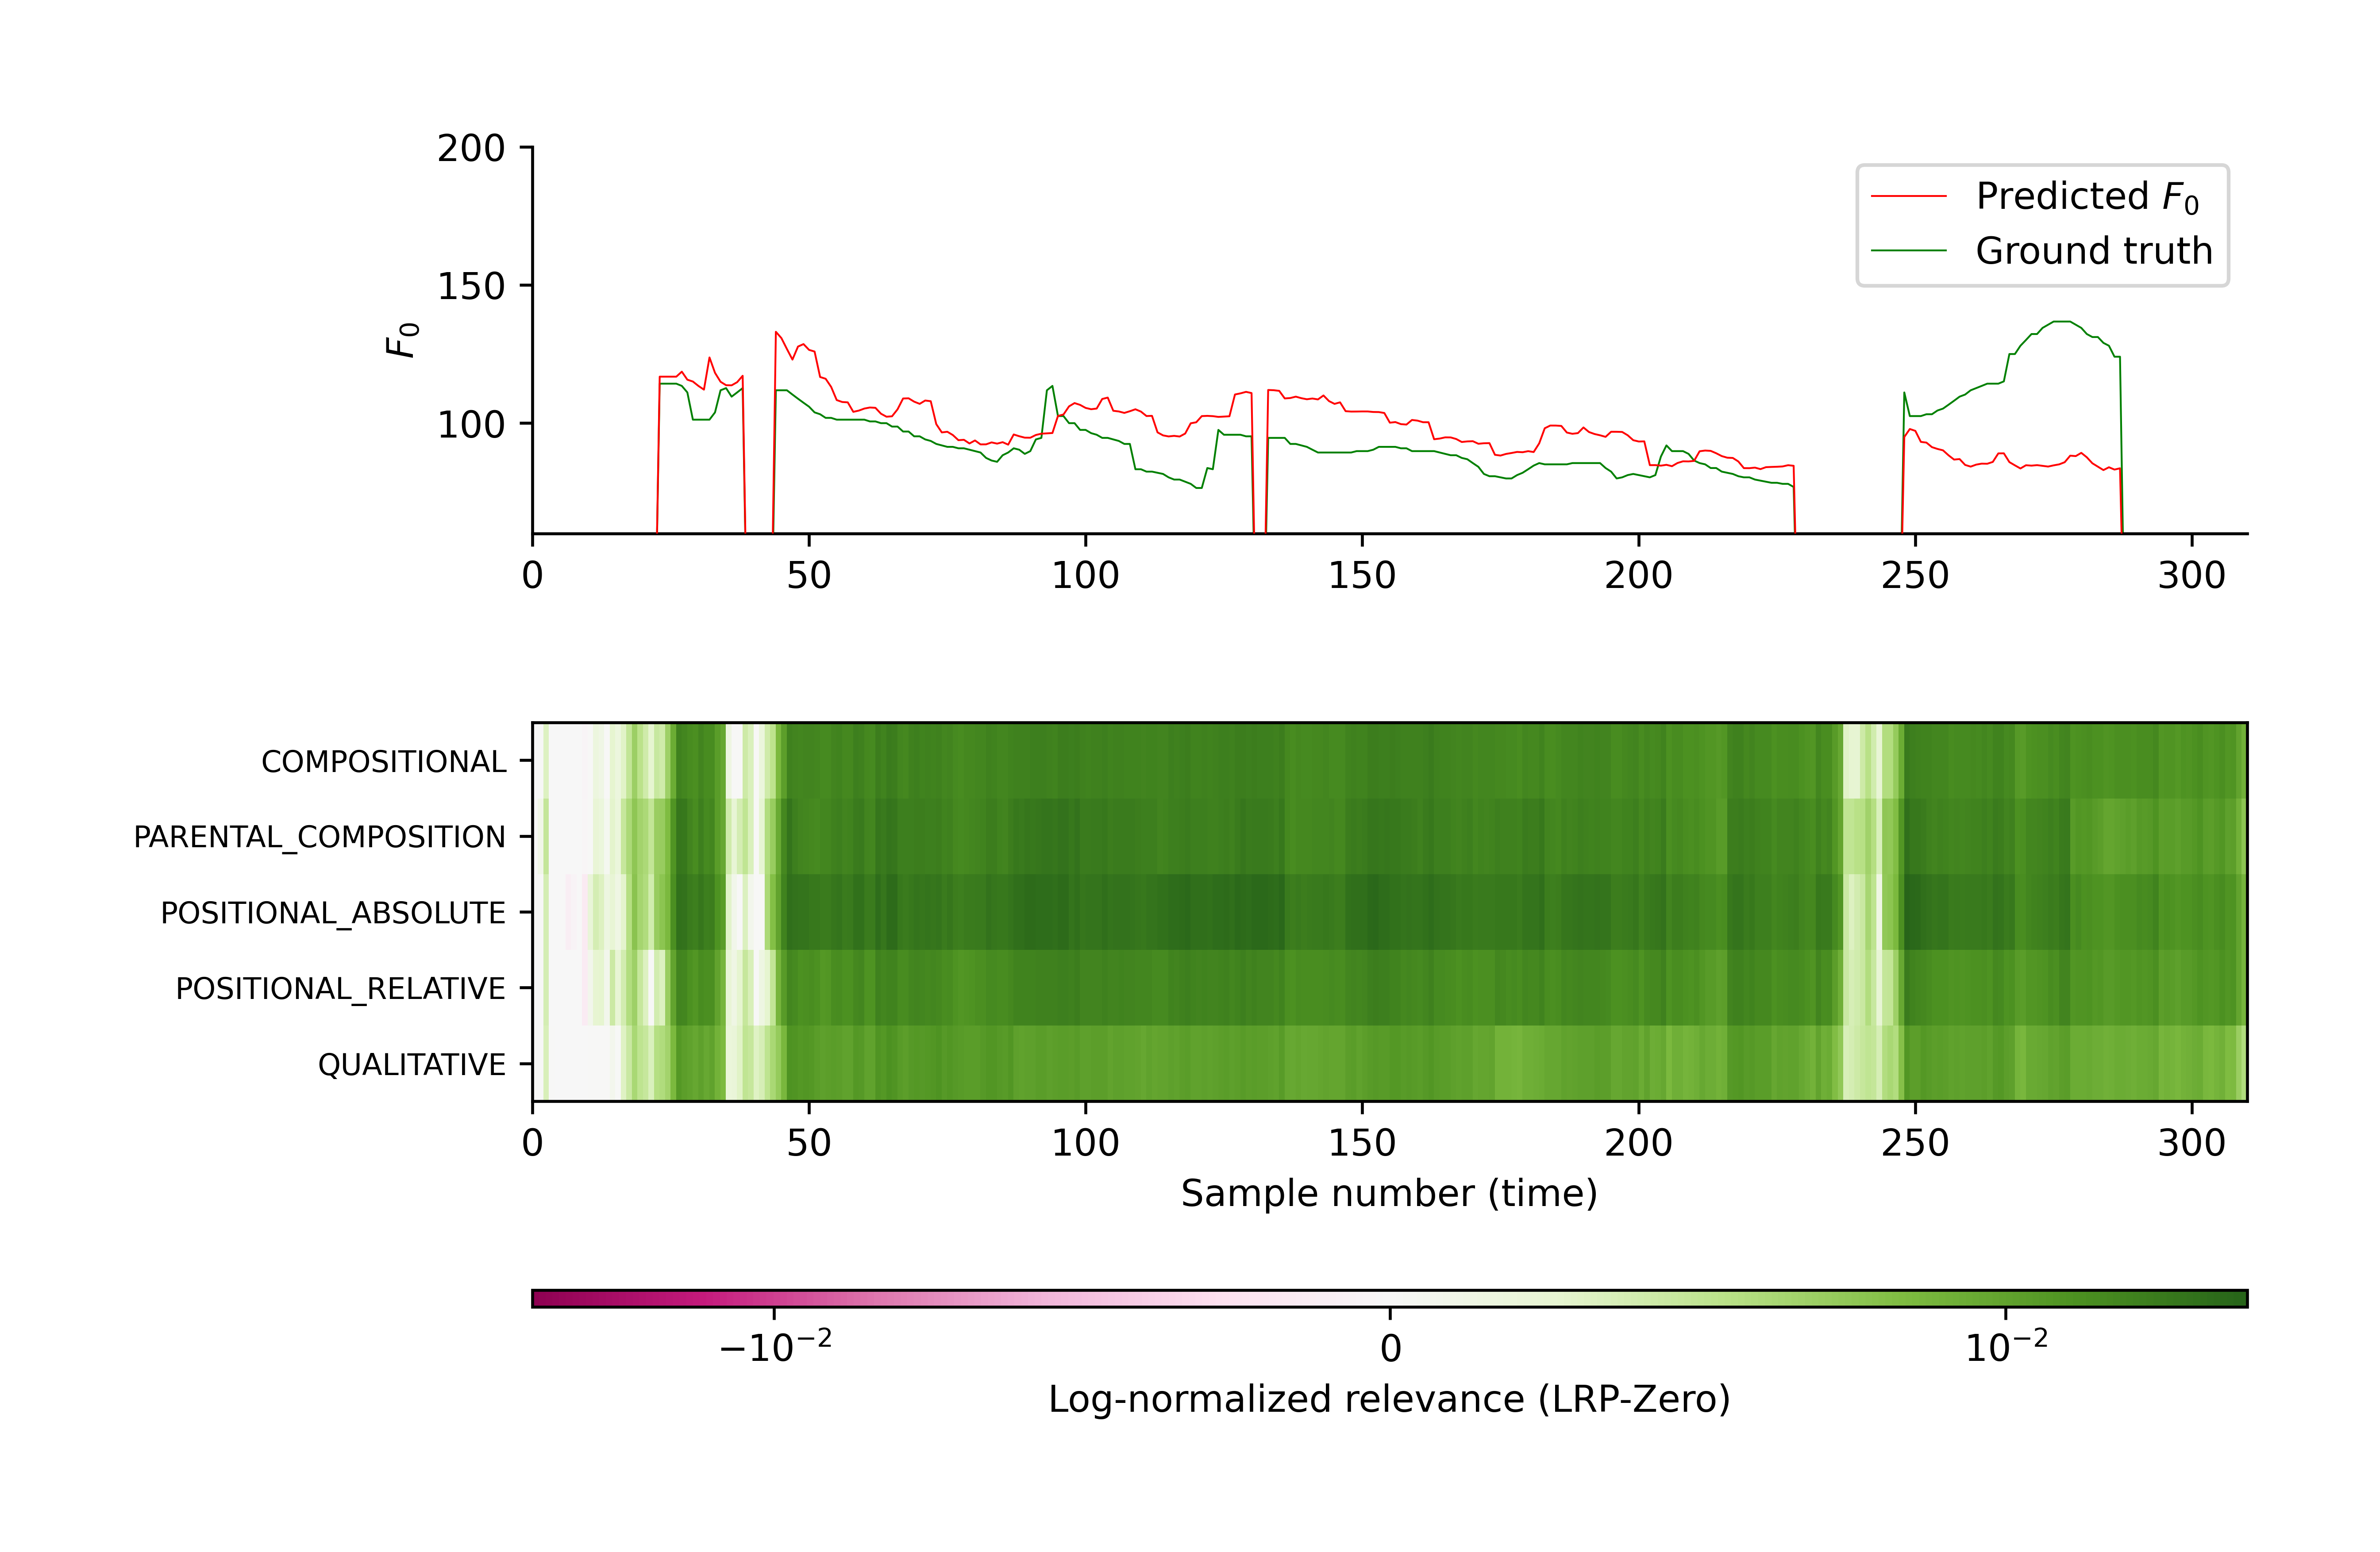 200
150
100
F₀
Predicted F₀
Ground truth
0 50 100 150 200 250 300
COMPOSITIONAL
PARENTAL_COMPOSITION
POSITIONAL_ABSOLUTE
POSITIONAL_RELATIVE
QUALITATIVE
0 50 100 150 200 250 300
Sample number (time)
−10⁻² 0 10⁻²
Log-normalized relevance (LRP-Zero)